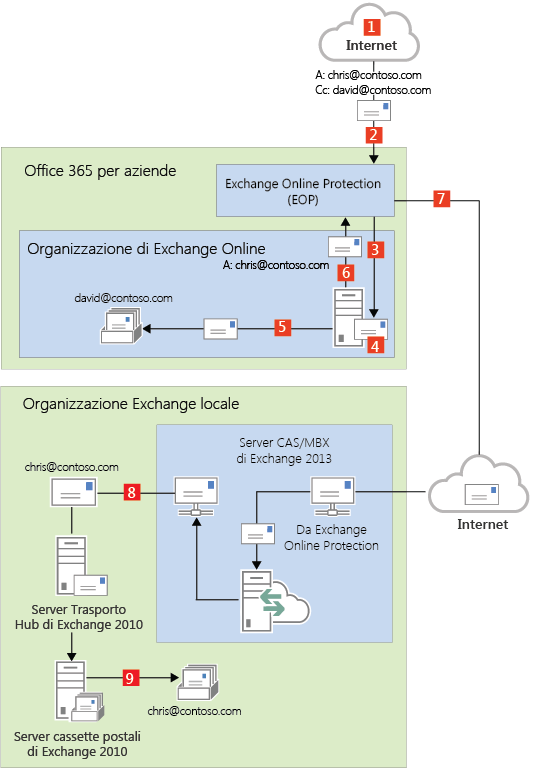 1
Internet
A: chris@contoso.com
Cc: david@contoso.com
2
Office 365 per aziende
Exchange Online Protection
(EOP)
7
Organizzazione di Exchange Online
A: chris@contoso.com
3
6
david@contoso.com
5
4
Organizzazione Exchange locale
Server CAS/MBX
di Exchange 2013
chris@contoso.com
8
Internet
Da Exchange
Online Protection
Server Trasporto
Hub di Exchange 2010
9
chris@contoso.com
Server cassette postali
di Exchange 2010